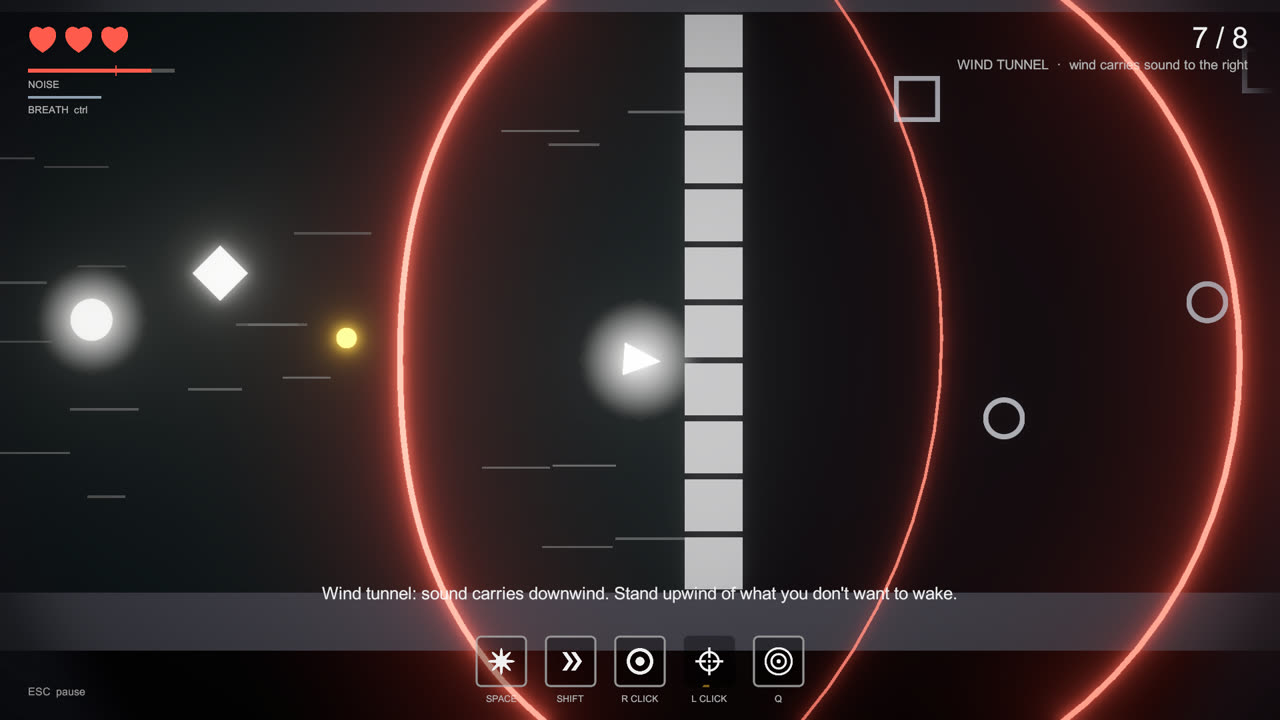 7 / 8
WIND TUNNEL · wind carries sound to the right
NOISE
BREATH ctrl
Wind tunnel: sound carries downwind. Stand upwind of what you don't want to wake.
SPACE
SHIFT
R CLICK
L CLICK
Q
ESC pause